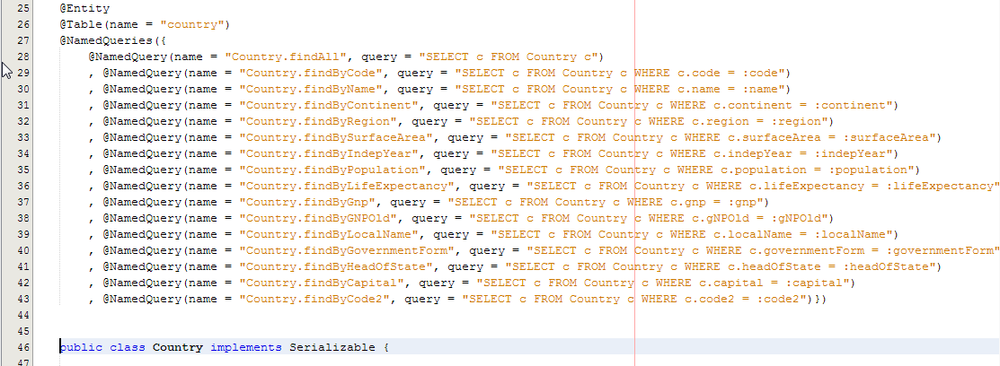 25 @Entity
26 @Table(name = "country")
27 @NamedQueries({
28 @NamedQuery(name = "Country.findAll", query = "SELECT c FROM Country c")
29 , @NamedQuery(name = "Country.findByCode", query = "SELECT c FROM Country c WHERE c.code = :code")
30 , @NamedQuery(name = "Country.findByName", query = "SELECT c FROM Country c WHERE c.name = :name")
31 , @NamedQuery(name = "Country.findByContinent", query = "SELECT c FROM Country c WHERE c.continent = :continent")
32 , @NamedQuery(name = "Country.findByRegion", query = "SELECT c FROM Country c WHERE c.region = :region")
33 , @NamedQuery(name = "Country.findBySurfaceArea", query = "SELECT c FROM Country c WHERE c.surfaceArea = :surfaceArea")
34 , @NamedQuery(name = "Country.findByIndepYear", query = "SELECT c FROM Country c WHERE c.indepYear = :indepYear")
35 , @NamedQuery(name = "Country.findByPopulation", query = "SELECT c FROM Country c WHERE c.population = :population")
36 , @NamedQuery(name = "Country.findByLifeExpectancy", query = "SELECT c FROM Country c WHERE c.lifeExpectancy = :lifeExpectancy"
37 , @NamedQuery(name = "Country.findByGnp", query = "SELECT c FROM Country c WHERE c.gnp = :gnp")
38 , @NamedQuery(name = "Country.findByGNPOld", query = "SELECT c FROM Country c WHERE c.gNPOld = :gNPOld")
39 , @NamedQuery(name = "Country.findByLocalName", query = "SELECT c FROM Country c WHERE c.localName = :localName")
40 , @NamedQuery(name = "Country.findByGovernmentForm", query = "SELECT c FROM Country c WHERE c.governmentForm = :governmentForm"
41 , @NamedQuery(name = "Country.findByHeadOfState", query = "SELECT c FROM Country c WHERE c.headOfState = :headOfState")
42 , @NamedQuery(name = "Country.findByCapital", query = "SELECT c FROM Country c WHERE c.capital = :capital")
43 , @NamedQuery(name = "Country.findByCode2", query = "SELECT c FROM Country c WHERE c.code2 = :code2")})
44
45
46 public class Country implements Serializable {
47